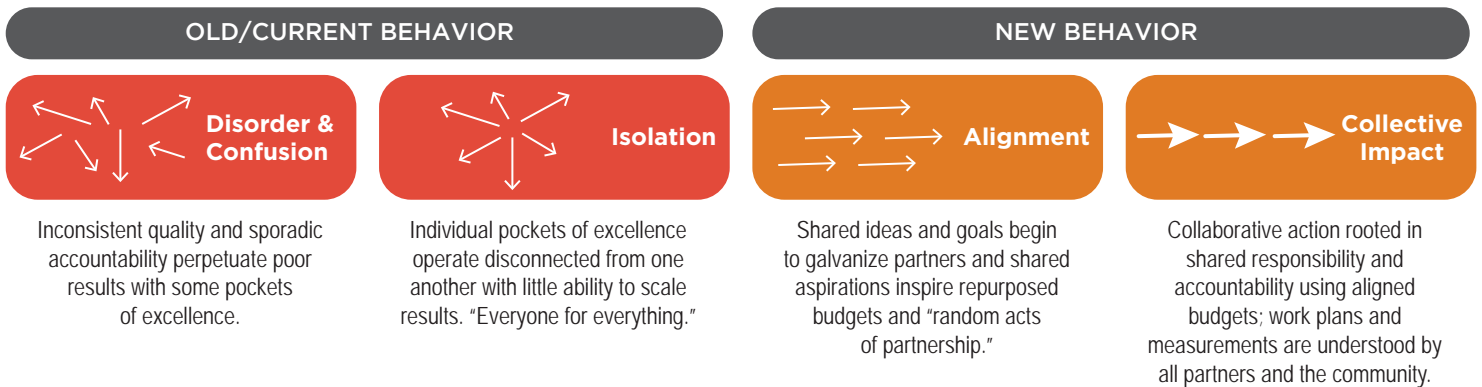 OLD/CURRENT BEHAVIOR
NEW BEHAVIOR
Disorder &
Confusion
Isolation
Alignment
Collective
Impact
Inconsistent quality and sporadic
accountability perpetuate poor
results with some pockets
of excellence.
Individual pockets of excellence
operate disconnected from one
another with little ability to scale
results. “Everyone for everything.”
Shared ideas and goals begin
to galvanize partners and shared
aspirations inspire repurposed
budgets and “random acts
of partnership.”
Collaborative action rooted in
shared responsibility and
accountability using aligned
budgets; work plans and
measurements are understood by
all partners and the community.